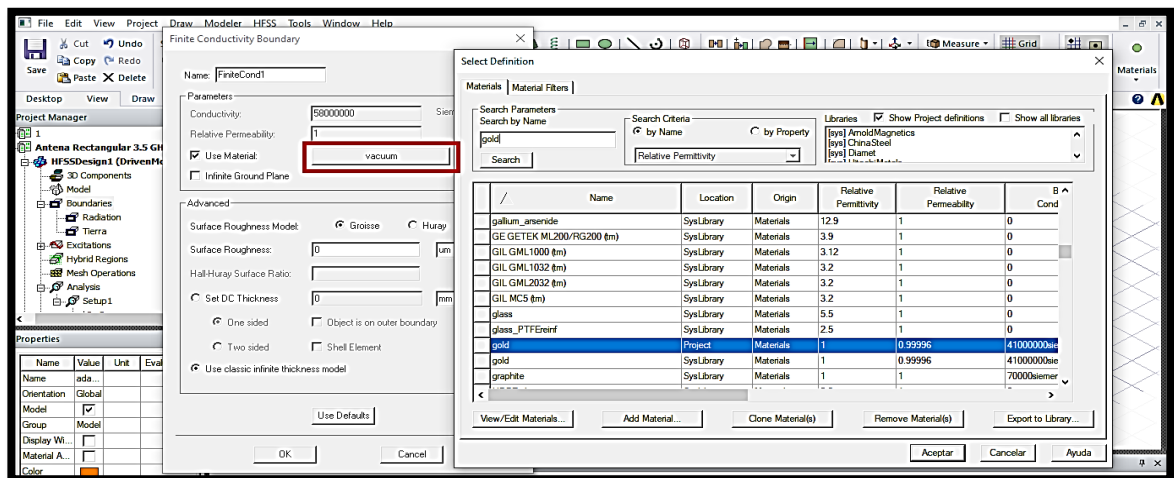 File Edit View Project Draw Modeler HFSS Tools Window Help
Save
Cut
Copy
Paste
Undo
Redo
Delete
Measure
Grid
Materials
Desktop View Draw
Project Manager
1
Antena Rectangular 3.5 GH
HFSSDesign1 (DrivenMo
3D Components
Model
Boundaries
Radiation
Tierra
Excitations
Hybrid Regions
Mesh Operations
Analysis
Setup1
Properties
Name Value Unit Eval
Name ada...
Orientation Global
Model
Group Model
Display Wi...
Material A...
Color
Finite Conductivity Boundary
Name: FiniteCond1
Parameters
Conductivity: 58000000 Siem
Relative Permeability: 1
Use Material: vacuum
Infinite Ground Plane
Advanced
Surface Roughness Model: Groisse Huray
Surface Roughness: 0 um
Hall-Huray Surface Ratio:
Set DC Thickness 0 mm
One sided Object is on outer boundary
Two sided Shell Element
Use classic infinite thickness model
Use Defaults
OK Cancel
Select Definition
Materials Material Filters
Search Parameters
Search by Name
gold
Search
Search Criteria
by Name by Property
Relative Permittivity
Libraries Show Project definitions Show all libraries
[sys] ArnoldMagnetics
[sys] ChinaSteel
[sys] Diamet
/ Name Location Origin Relative Permittivity Relative Permeability B Cond
gallium_arsenide SysLibrary Materials 12.9 1 0
GE GETEK ML200/RG200 (tm) SysLibrary Materials 3.9 1 0
GIL GML1000 (tm) SysLibrary Materials 3.12 1 0
GIL GML1032 (tm) SysLibrary Materials 3.2 1 0
GIL GML2032 (tm) SysLibrary Materials 3.2 1 0
GIL MC5 (tm) SysLibrary Materials 3.2 1 0
glass SysLibrary Materials 5.5 1 0
glass_PTFEreinf SysLibrary Materials 2.5 1 0
gold Project Materials 1 0.99996 41000000sie
gold SysLibrary Materials 1 0.99996 41000000sie
graphite SysLibrary Materials 1 1 70000siemer
View/Edit Materials... Add Material... Clone Material(s) Remove Material(s) Export to Library...
Aceptar Cancelar Ayuda